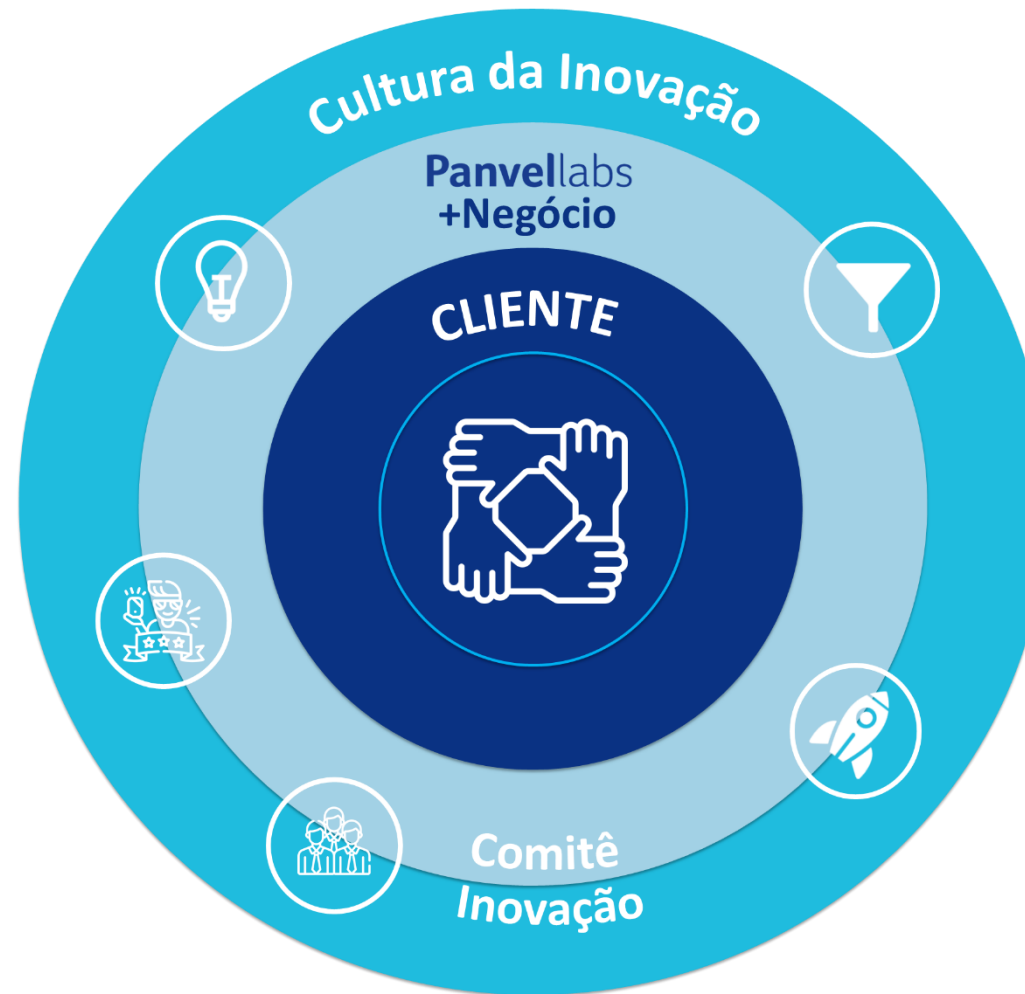 Cultura da Inovação
Panvellabs
+Negócio
CLIENTE
Comitê
Inovação